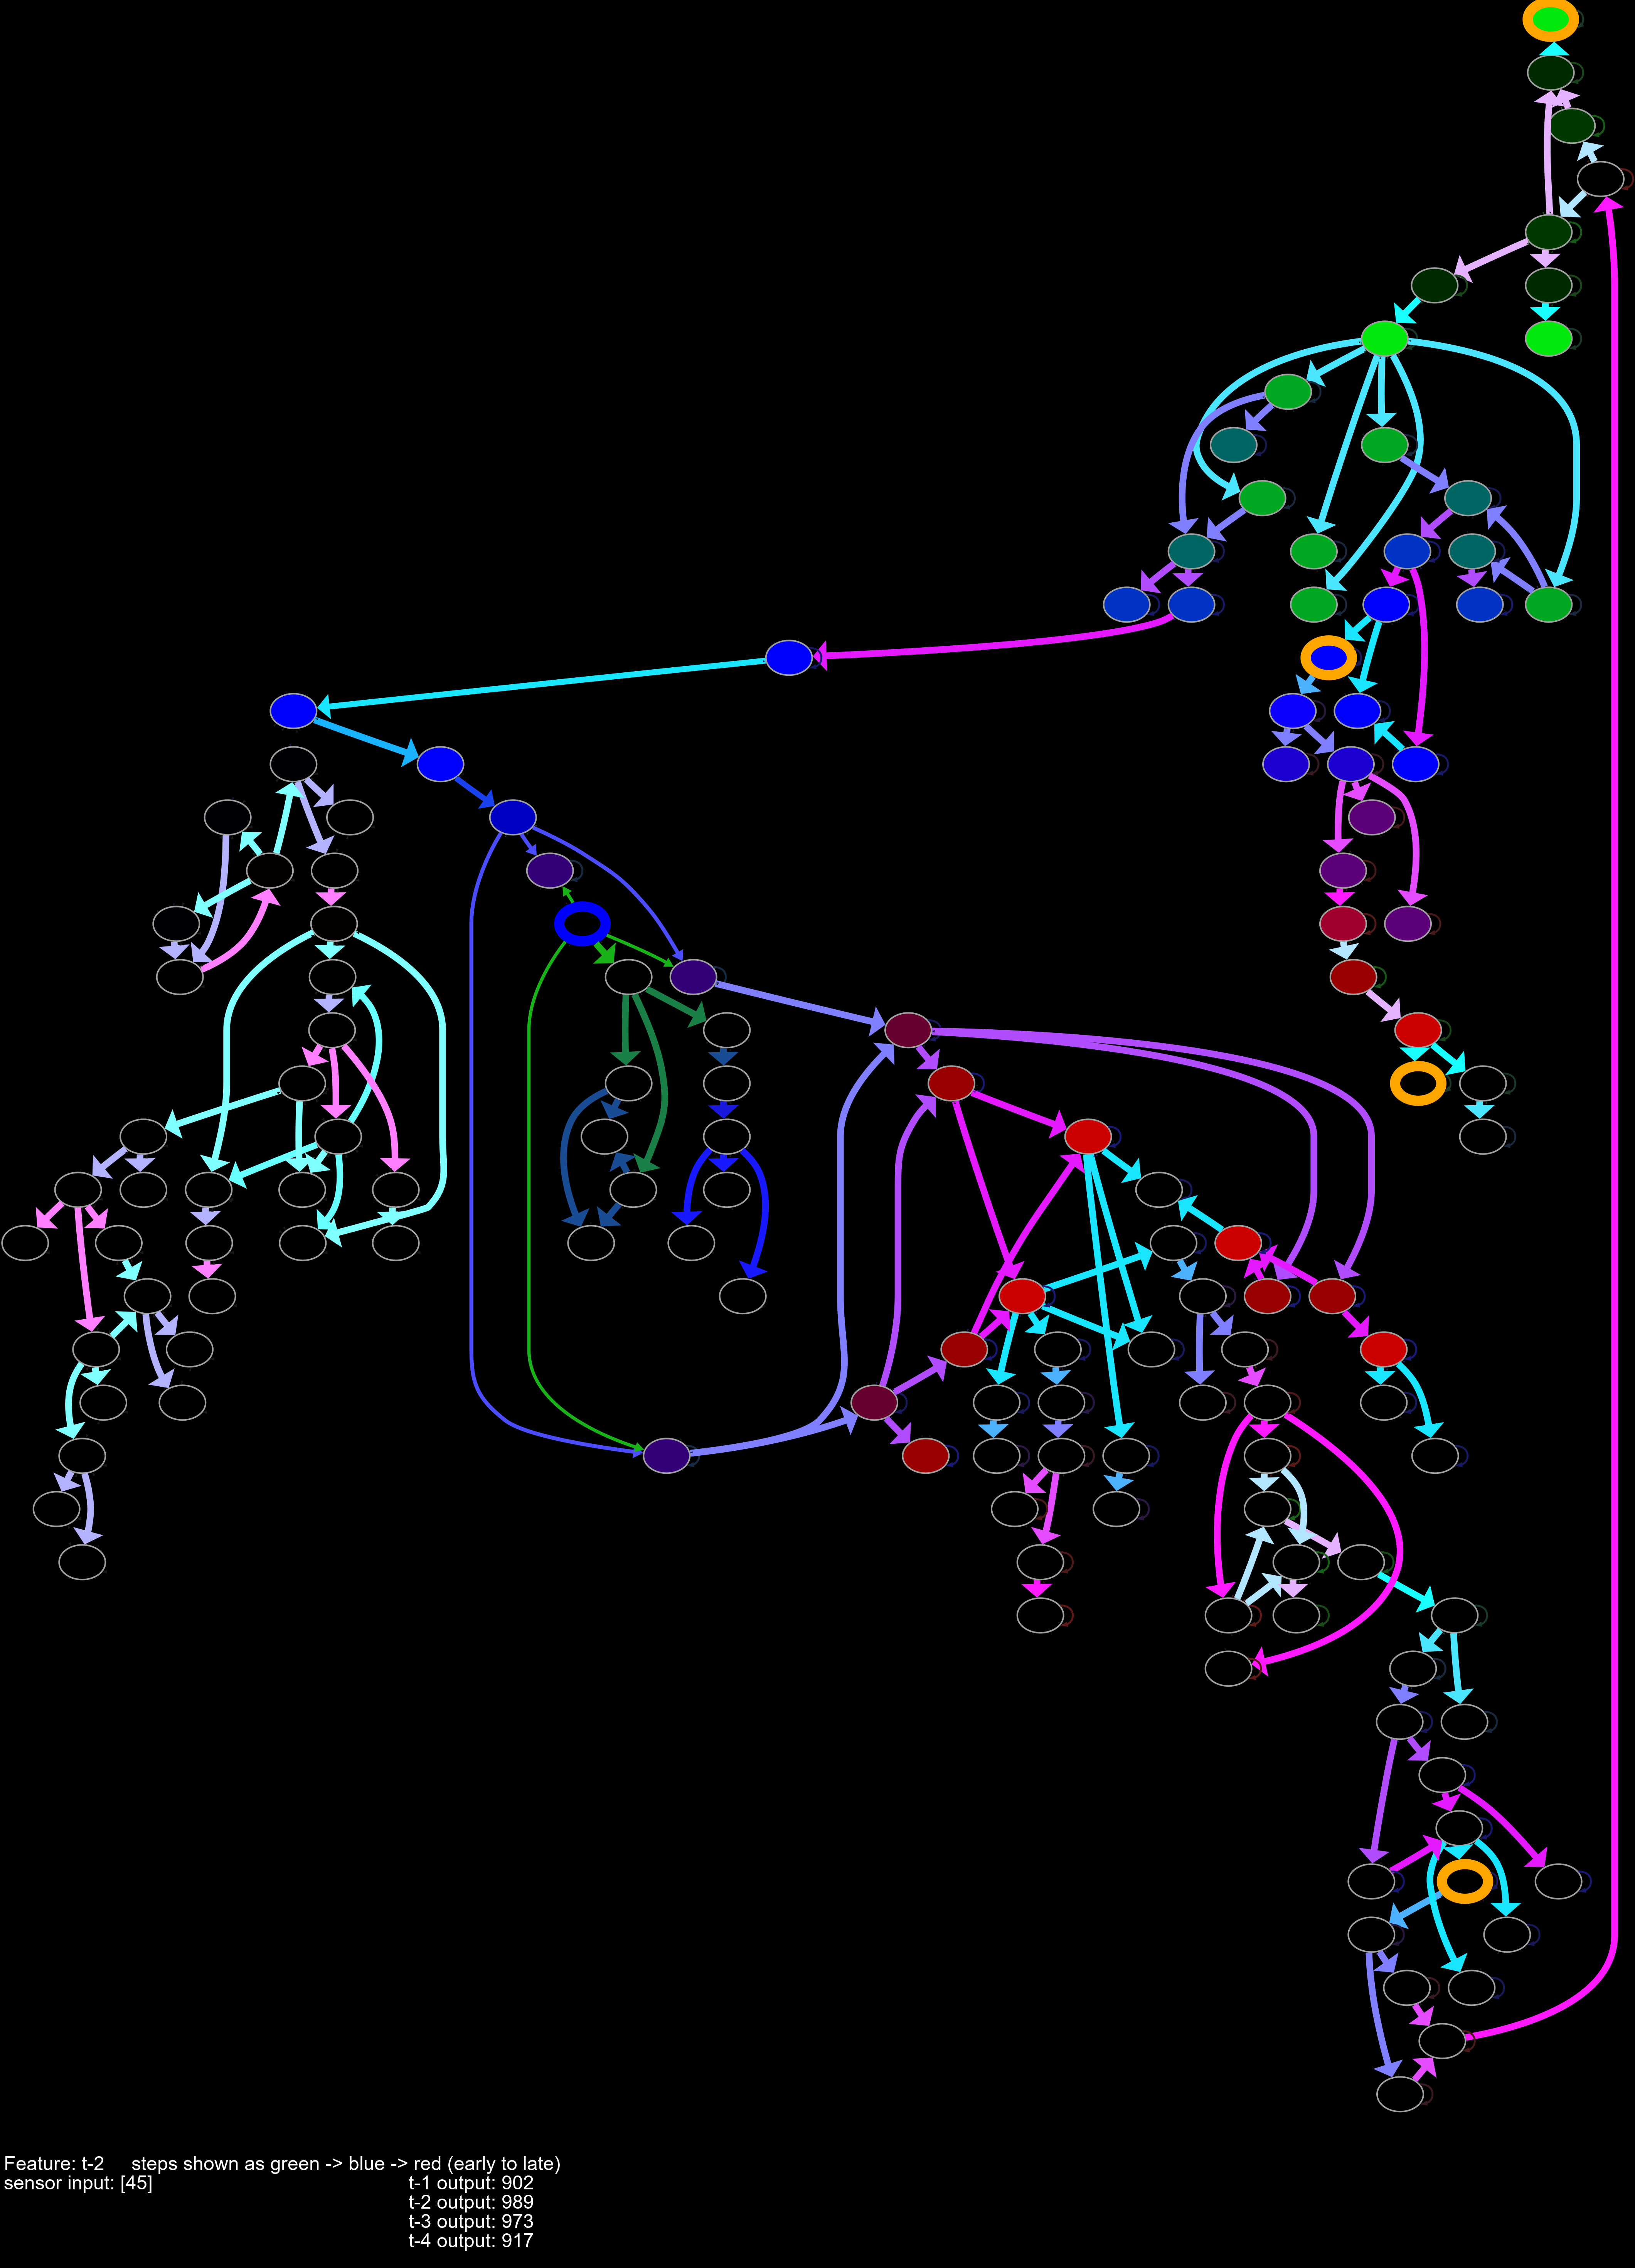 Feature: t-2     steps shown as green -> blue -> red (early to late)
sensor input: [45]     t-1 output: 902
t-2 output: 989
t-3 output: 973
t-4 output: 917